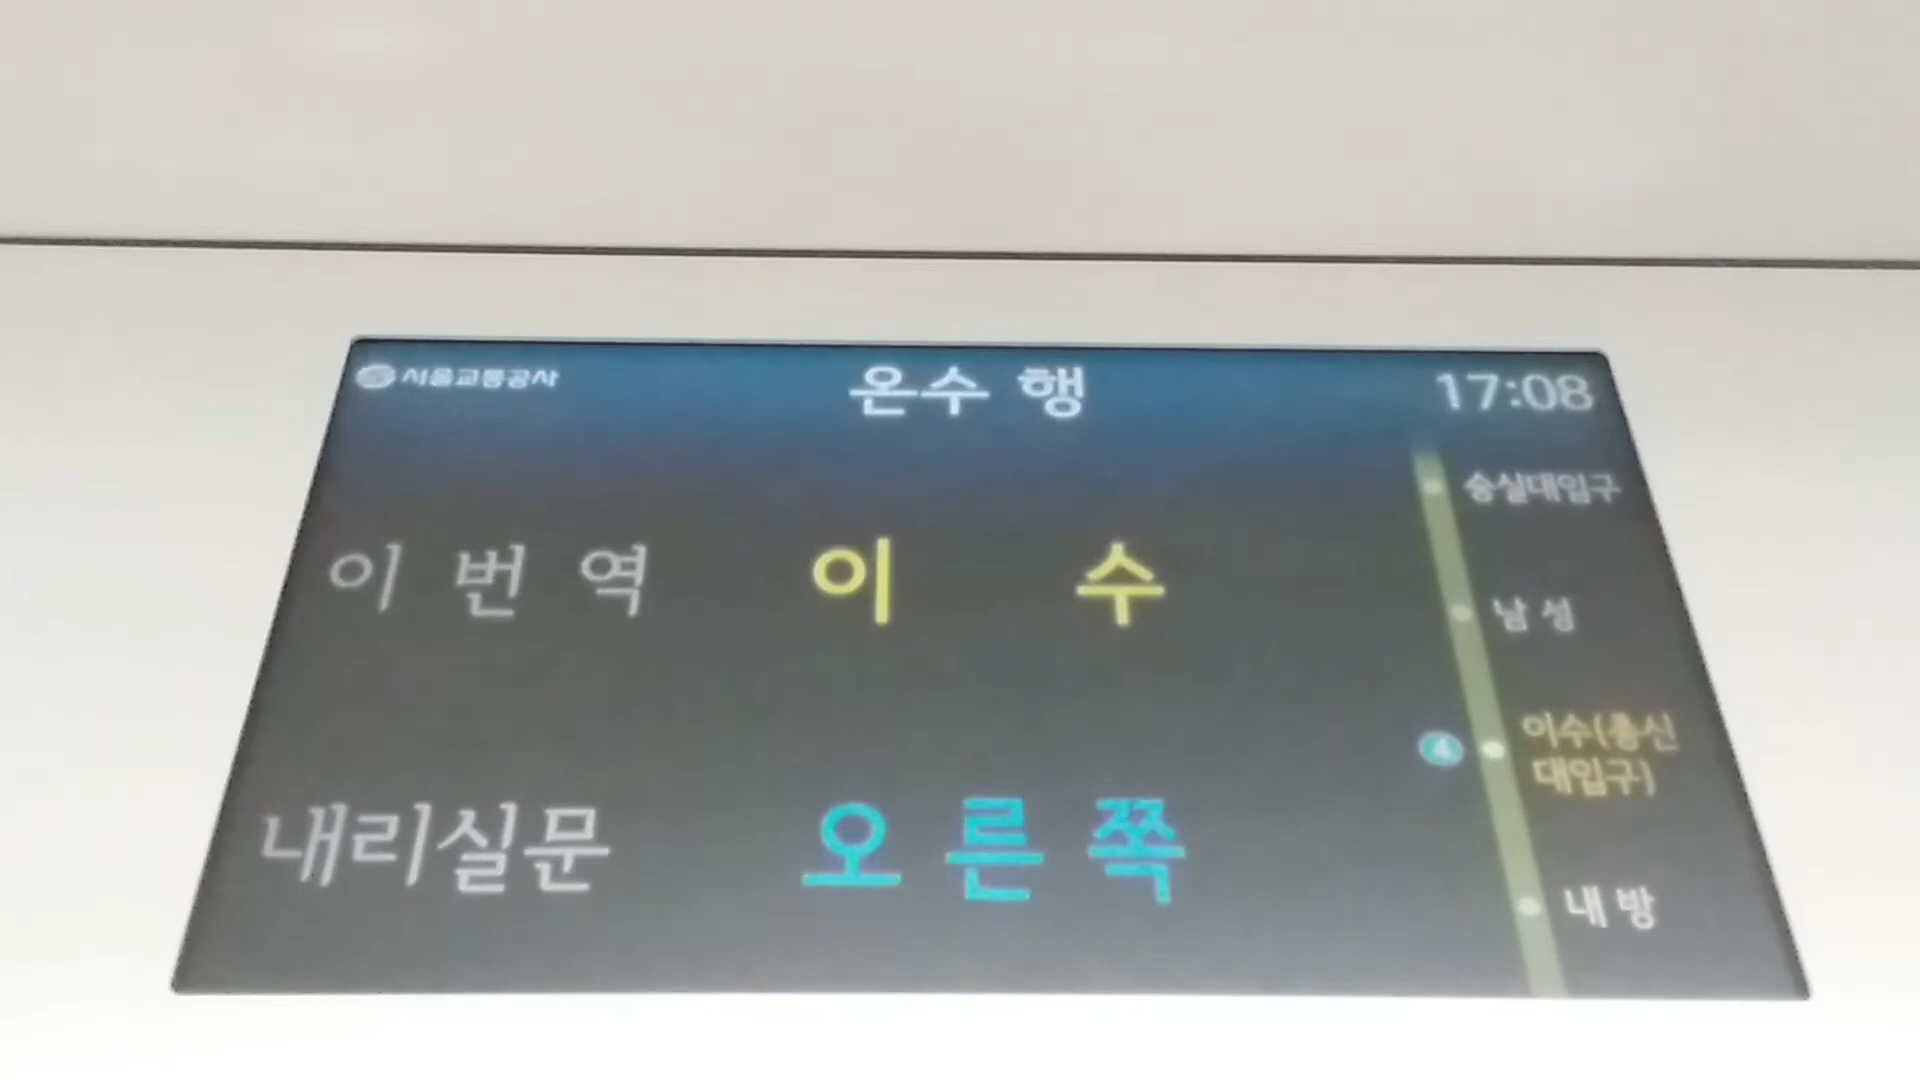 서울교통공사
온수 행
17:08
이번역 이 수
내리실문 오른쪽
숭실대입구
남성
4
이수(총신
대입구)
내방